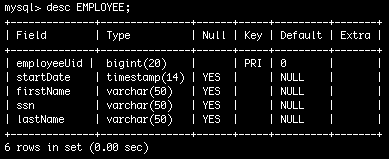 mysql> desc EMPLOYEE;
+-------------+---------------+------+-----+---------+-------+
| Field       | Type          | Null | Key | Default | Extra |
+-------------+---------------+------+-----+---------+-------+
| employeeUid | bigint(20)    |      | PRI | 0       |       |
| startDate   | timestamp(14) | YES  |     | NULL    |       |
| firstName   | varchar(50)   | YES  |     | NULL    |       |
| ssn         | varchar(50)   | YES  |     | NULL    |       |
| lastName    | varchar(50)   | YES  |     | NULL    |       |
+-------------+---------------+------+-----+---------+-------+
6 rows in set (0.00 sec)